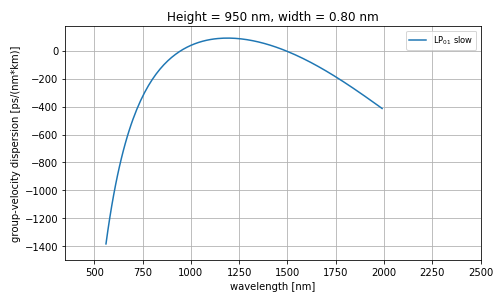 Height = 950 nm, width = 0.80 nm
LP₀₁ slow
group-velocity dispersion [ps/(nm*km)]
0
−200
−400
−600
−800
−1000
−1200
−1400
500 750 1000 1250 1500 1750 2000 2250 2500
wavelength [nm]